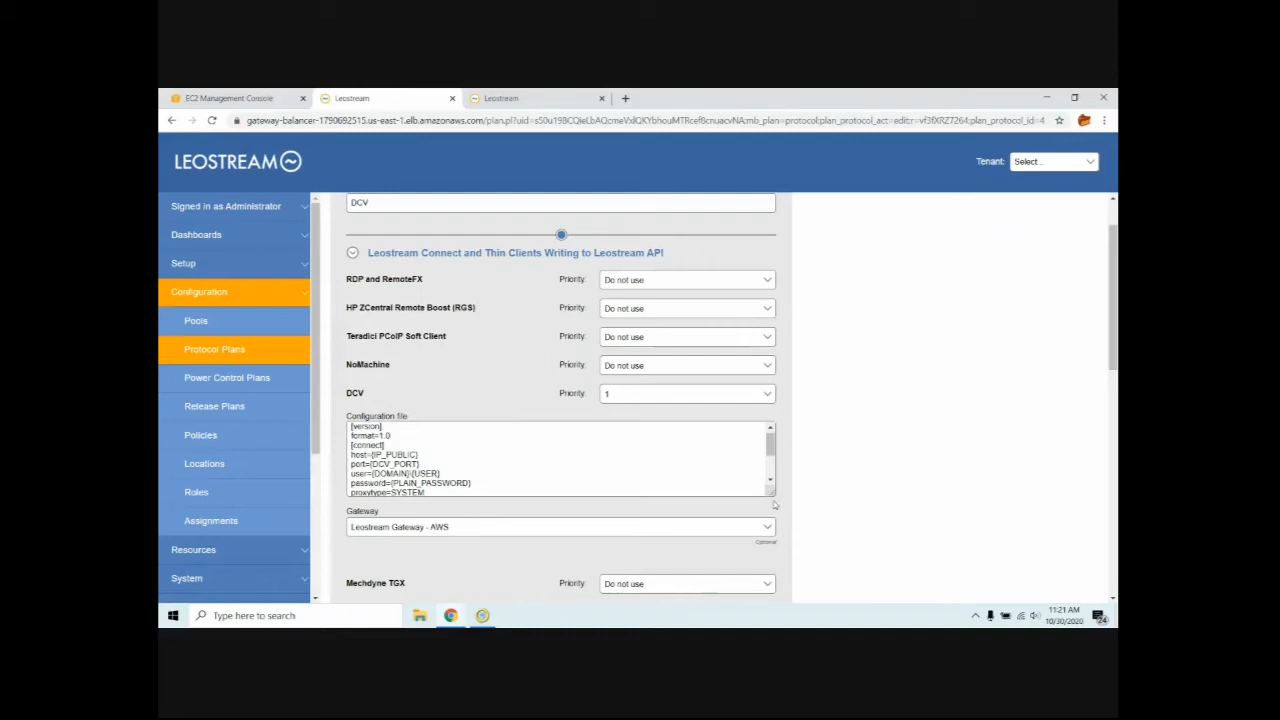 EC2 Management Console
Leostream
Leostream
LEOSTREAM
Tenant:
Select...
Signed in as Administrator
Dashboards
Setup
Configuration
Pools
Protocol Plans
Power Control Plans
Release Plans
Policies
Locations
Roles
Assignments
Resources
System
DCV
Leostream Connect and Thin Clients Writing to Leostream API
RDP and RemoteFX Priority: Do not use
HP ZCentral Remote Boost (RGS) Priority: Do not use
Teradici PCoIP Soft Client Priority: Do not use
NoMachine Priority: Do not use
DCV Priority: 1
Configuration file
[version]
format=1.0
[connect]
host={IP_PUBLIC}
port={DCV_PORT}
user={DOMAIN}\{USER}
password={PLAIN_PASSWORD}
proxytype=SYSTEM
Gateway
Leostream Gateway - AWS
Optional
Mechdyne TGX Priority: Do not use
Type here to search
11:21 AM
10/30/2020
24